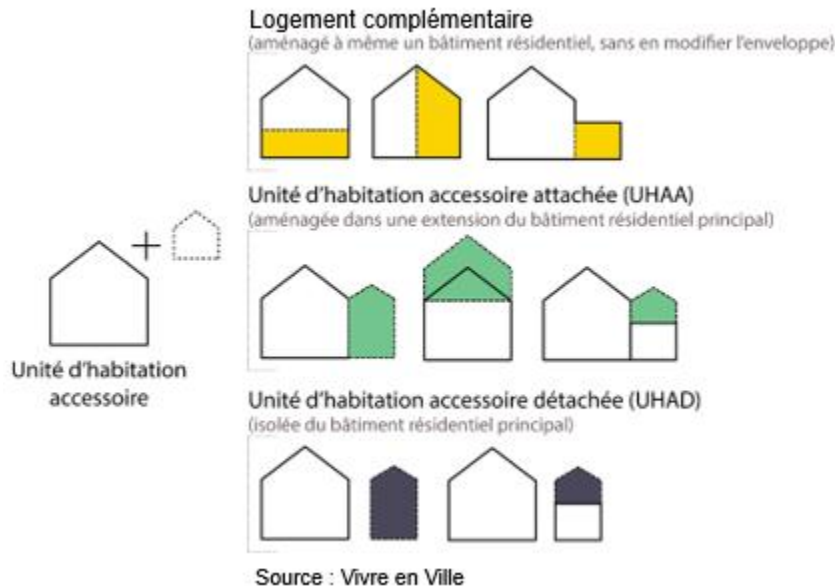 Logement complémentaire
(aménagé à même un bâtiment résidentiel, sans en modifier l'enveloppe)
Unité d'habitation accessoire attachée (UHAA)
(aménagée dans une extension du bâtiment résidentiel principal)
Unité d'habitation
accessoire
Unité d'habitation accessoire détachée (UHAD)
(isolée du bâtiment résidentiel principal)
Source : Vivre en Ville